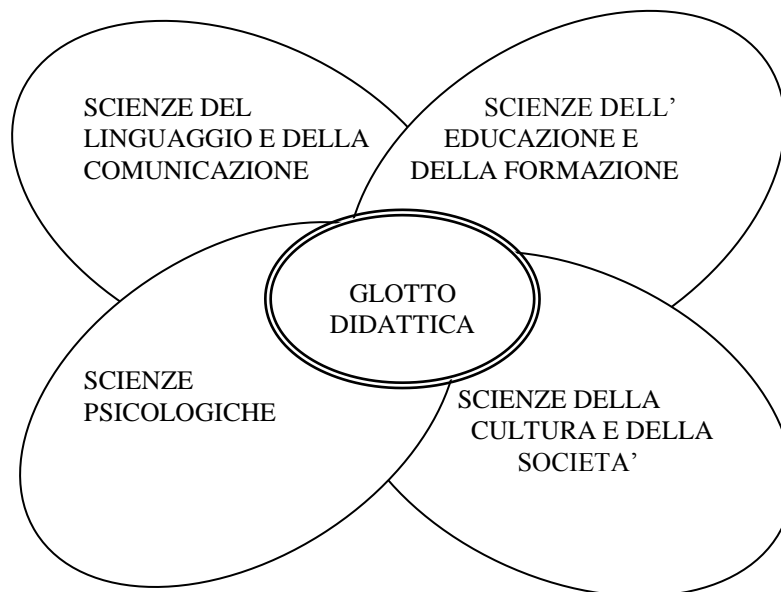 SCIENZE DEL
LINGUAGGIO E DELLA
COMUNICAZIONE
SCIENZE DELL’
EDUCAZIONE E
DELLA FORMAZIONE
GLOTTO
DIDATTICA
SCIENZE
PSICOLOGICHE
SCIENZE DELLA
CULTURA E DELLA
SOCIETA’